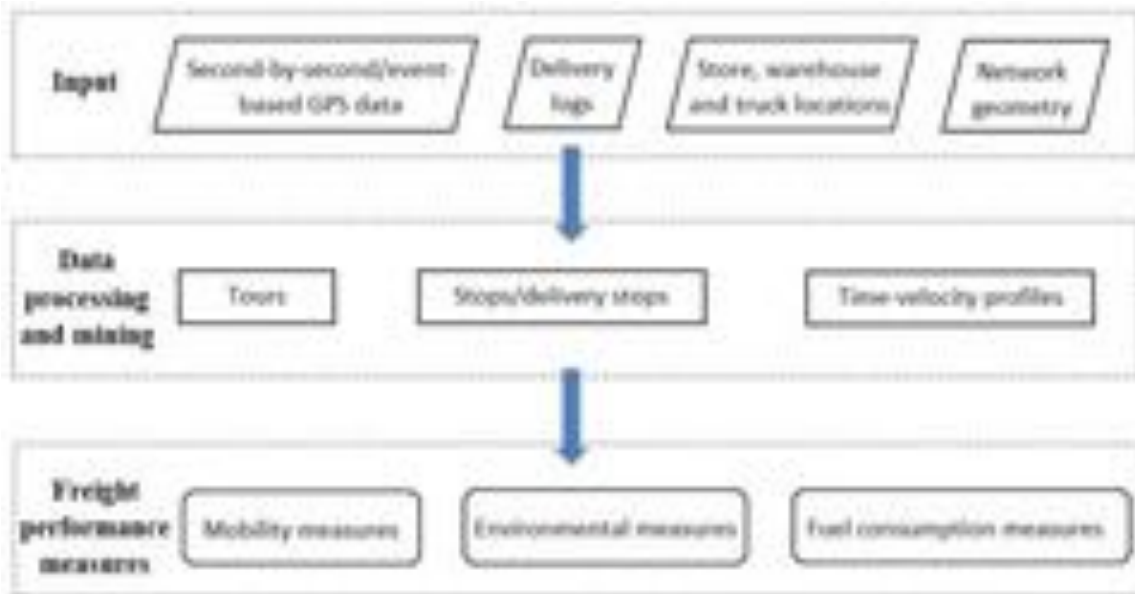 Input
Second-by-second/event-
based GPS data
Delivery
logs
Store, warehouse
and truck locations
Network
geometry
Data
processing
and mining
Tours
Stops/delivery stops
Time-velocity profiles
Freight
performance
measures
Mobility measures
Environmental measures
Fuel consumption measures